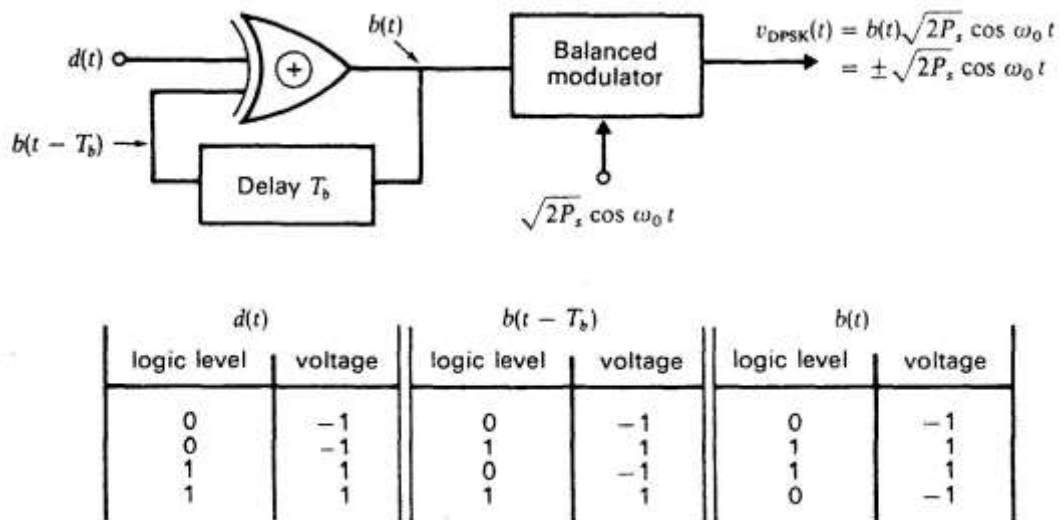 b(t)
v_DPSK(t) = b(t)√2P_s cos ω_0 t
= ± √2P_s cos ω_0 t
d(t)
+
Balanced
modulator
b(t − T_b)
Delay T_b
√2P_s cos ω_0 t
d(t) b(t − T_b) b(t)
logic level voltage logic level voltage logic level voltage
0 −1 0 −1 0 −1
0 −1 1 1 1 1
1 1 0 −1 1 1
1 1 1 1 0 −1